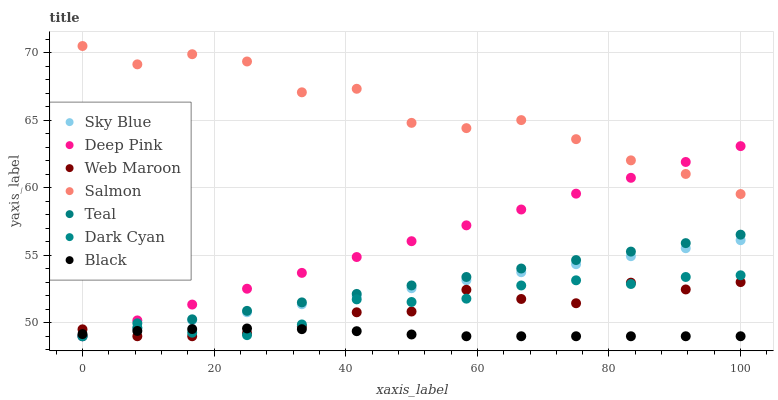 title
yaxis_label
70
65
60
55
50
Sky Blue
Deep Pink
Web Maroon
Salmon
Teal
Dark Cyan
Black
0 20 40 60 80 100
xaxis_label